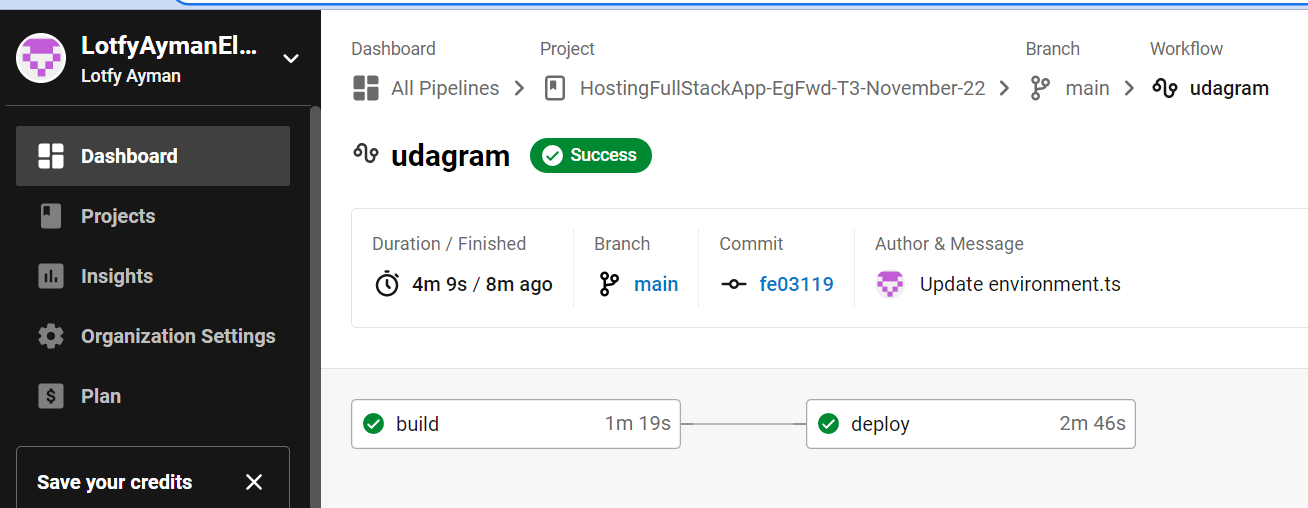 LotfyAymanEl...
Lotfy Ayman
Dashboard
Projects
Insights
Organization Settings
Plan
Save your credits
Dashboard Project Branch Workflow
All Pipelines HostingFullStackApp-EgFwd-T3-November-22 main udagram
udagram Success
Duration / Finished Branch Commit Author & Message
4m 9s / 8m ago main fe03119 Update environment.ts
build 1m 19s deploy 2m 46s